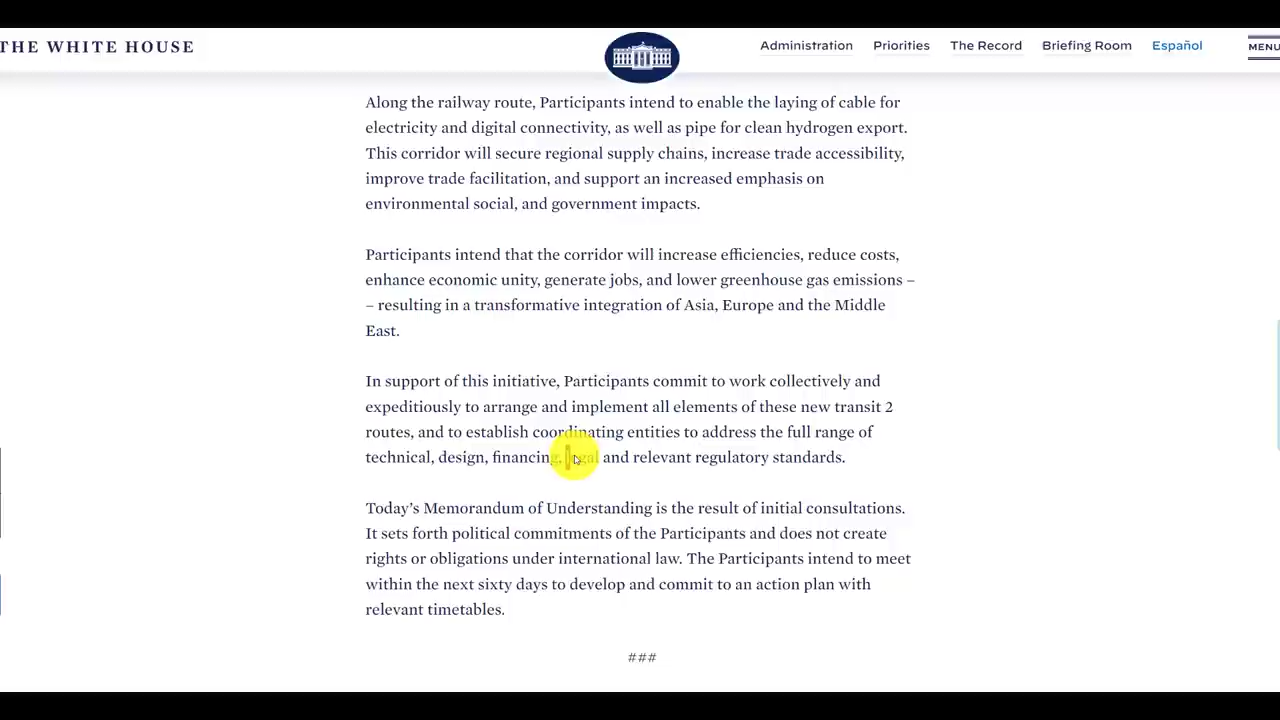 THE WHITE HOUSE
Administration Priorities The Record Briefing Room Español MENU
Along the railway route, Participants intend to enable the laying of cable for
electricity and digital connectivity, as well as pipe for clean hydrogen export.
This corridor will secure regional supply chains, increase trade accessibility,
improve trade facilitation, and support an increased emphasis on
environmental social, and government impacts.
Participants intend that the corridor will increase efficiencies, reduce costs,
enhance economic unity, generate jobs, and lower greenhouse gas emissions –
– resulting in a transformative integration of Asia, Europe and the Middle
East.
In support of this initiative, Participants commit to work collectively and
expeditiously to arrange and implement all elements of these new transit 2
routes, and to establish coordinating entities to address the full range of
technical, design, financing, legal and relevant regulatory standards.
Today’s Memorandum of Understanding is the result of initial consultations.
It sets forth political commitments of the Participants and does not create
rights or obligations under international law. The Participants intend to meet
within the next sixty days to develop and commit to an action plan with
relevant timetables.
###